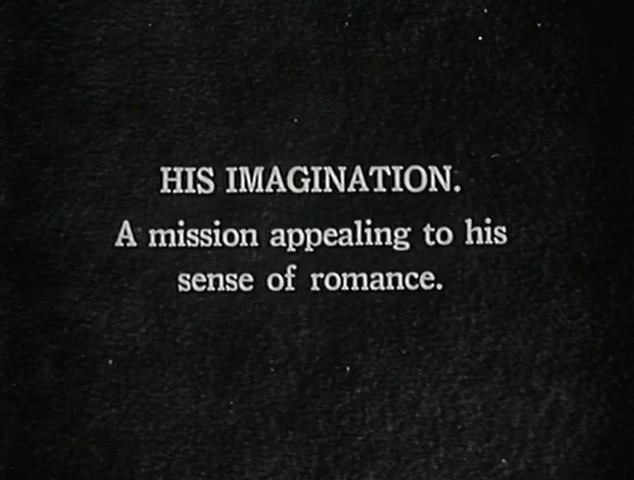 HIS IMAGINATION.
A mission appealing to his
sense of romance.